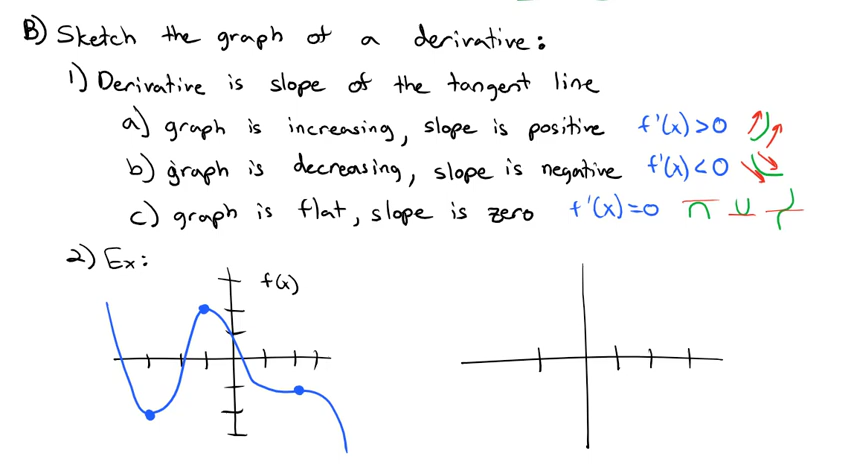 B) Sketch the graph of a derivative:
1) Derivative is slope of the tangent line
a) graph is increasing, slope is positive f'(x)>0
b) graph is decreasing, slope is negative f'(x)<0
c) graph is flat, slope is zero f'(x)=0
2) Ex:
f(x)